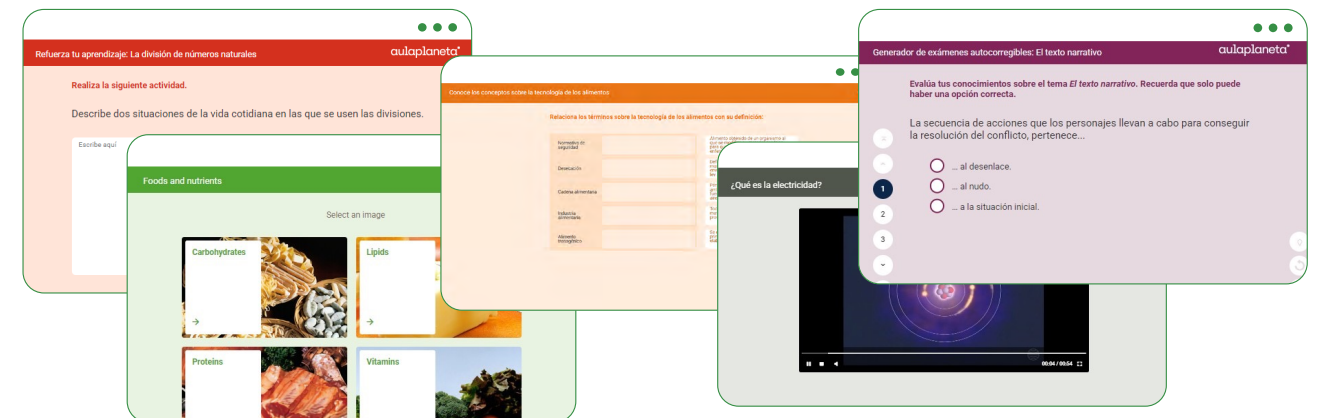 Refuerza tu aprendizaje: La división de números naturales
aulaplaneta
Realiza la siguiente actividad.
Describe dos situaciones de la vida cotidiana en las que se usen las divisiones.
Escribe aquí
Foods and nutrients
Select an image
Carbohydrates
Lipids
Proteins
Vitamins
Conoce los conceptos sobre la tecnología de los alimentos
Relaciona los términos sobre la tecnología de los alimentos con su definición:
Normativa de
seguridad
Desecación
Cadena alimentaria
Industria
alimentaria
Alimento
transgénico
¿Qué es la electricidad?
00:04 / 00:54
Generador de exámenes autocorregibles: El texto narrativo
aulaplaneta
Evalúa tus conocimientos sobre el tema El texto narrativo. Recuerda que solo puede
haber una opción correcta.
La secuencia de acciones que los personajes llevan a cabo para conseguir
la resolución del conflicto, pertenece...
... al desenlace.
... al nudo.
... a la situación inicial.
1
2
3